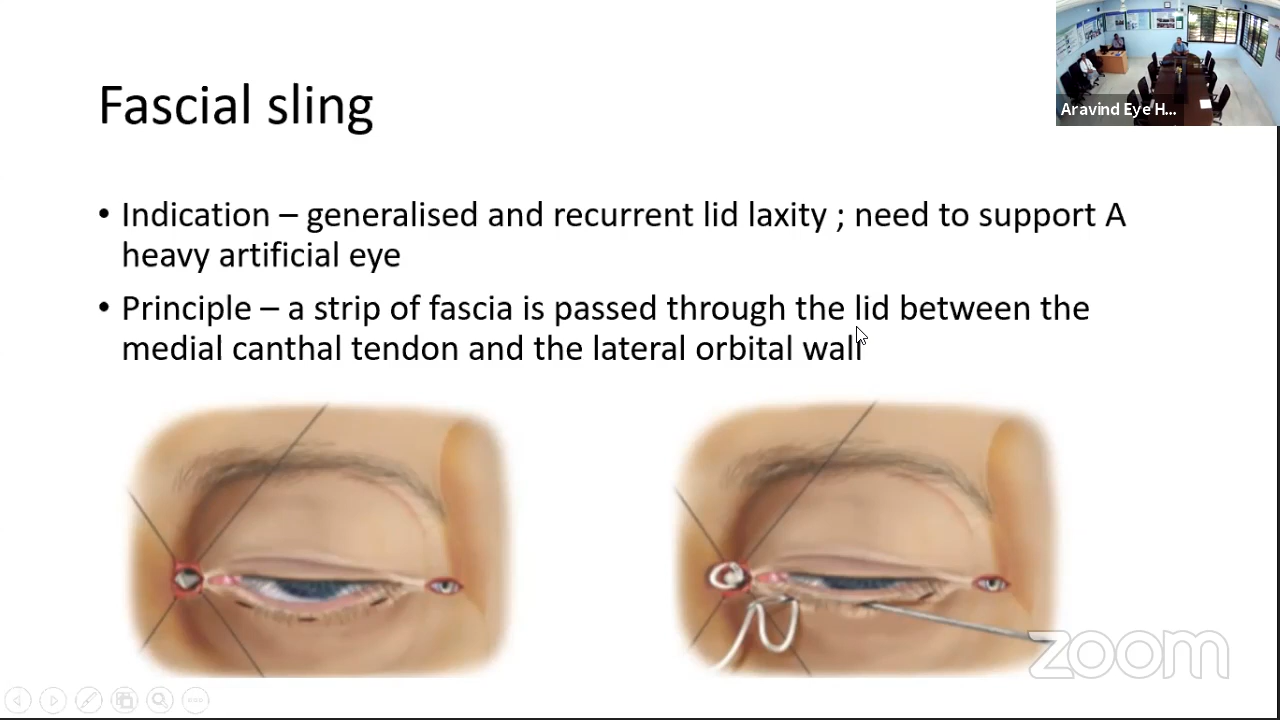 Aravind Eye H...
Fascial sling
• Indication – generalised and recurrent lid laxity ; need to support A
heavy artificial eye
• Principle – a strip of fascia is passed through the lid between the
medial canthal tendon and the lateral orbital wall
zoom